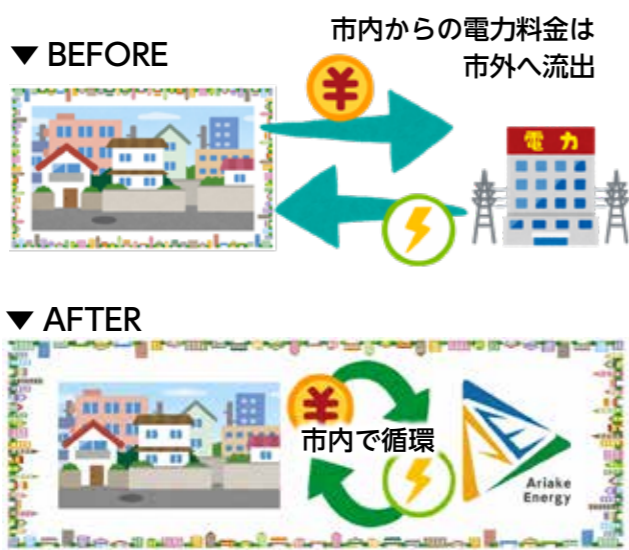 市内からの電力料金は
市外へ流出
▼ BEFORE
¥
電力
▼ AFTER
¥
市内で循環
AE
Ariake
Energy